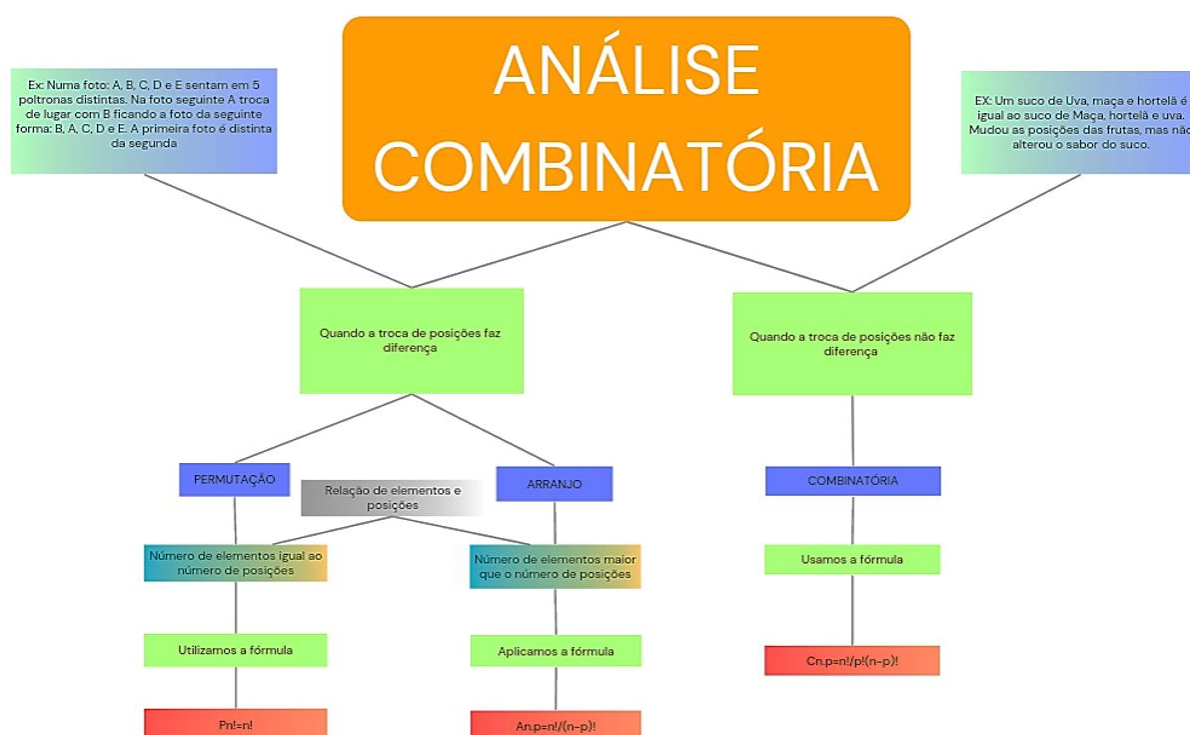 ANÁLISE
COMBINATÓRIA
Ex: Numa foto: A, B, C, D e E sentam em 5
poltronas distintas. Na foto seguinte A troca
de lugar com B ficando a foto da seguinte
forma: B, A, C, D e E. A primeira foto é distinta
da segunda
EX: Um suco de Uva, maça e hortelã é
igual ao suco de Maça, hortelã e uva.
Mudou as posições das frutas, mas não
alterou o sabor do suco.
Quando a troca de posições faz
diferença
Quando a troca de posições não faz
diferença
PERMUTAÇÃO
Relação de elementos e
posições
ARRANJO
COMBINATÓRIA
Número de elementos igual ao
número de posições
Número de elementos maior
que o número de posições
Usamos a fórmula
Utilizamos a fórmula
Aplicamos a fórmula
Cn.p=n!/p!(n-p)!
Pn!=n!
An.p=n!/(n-p)!